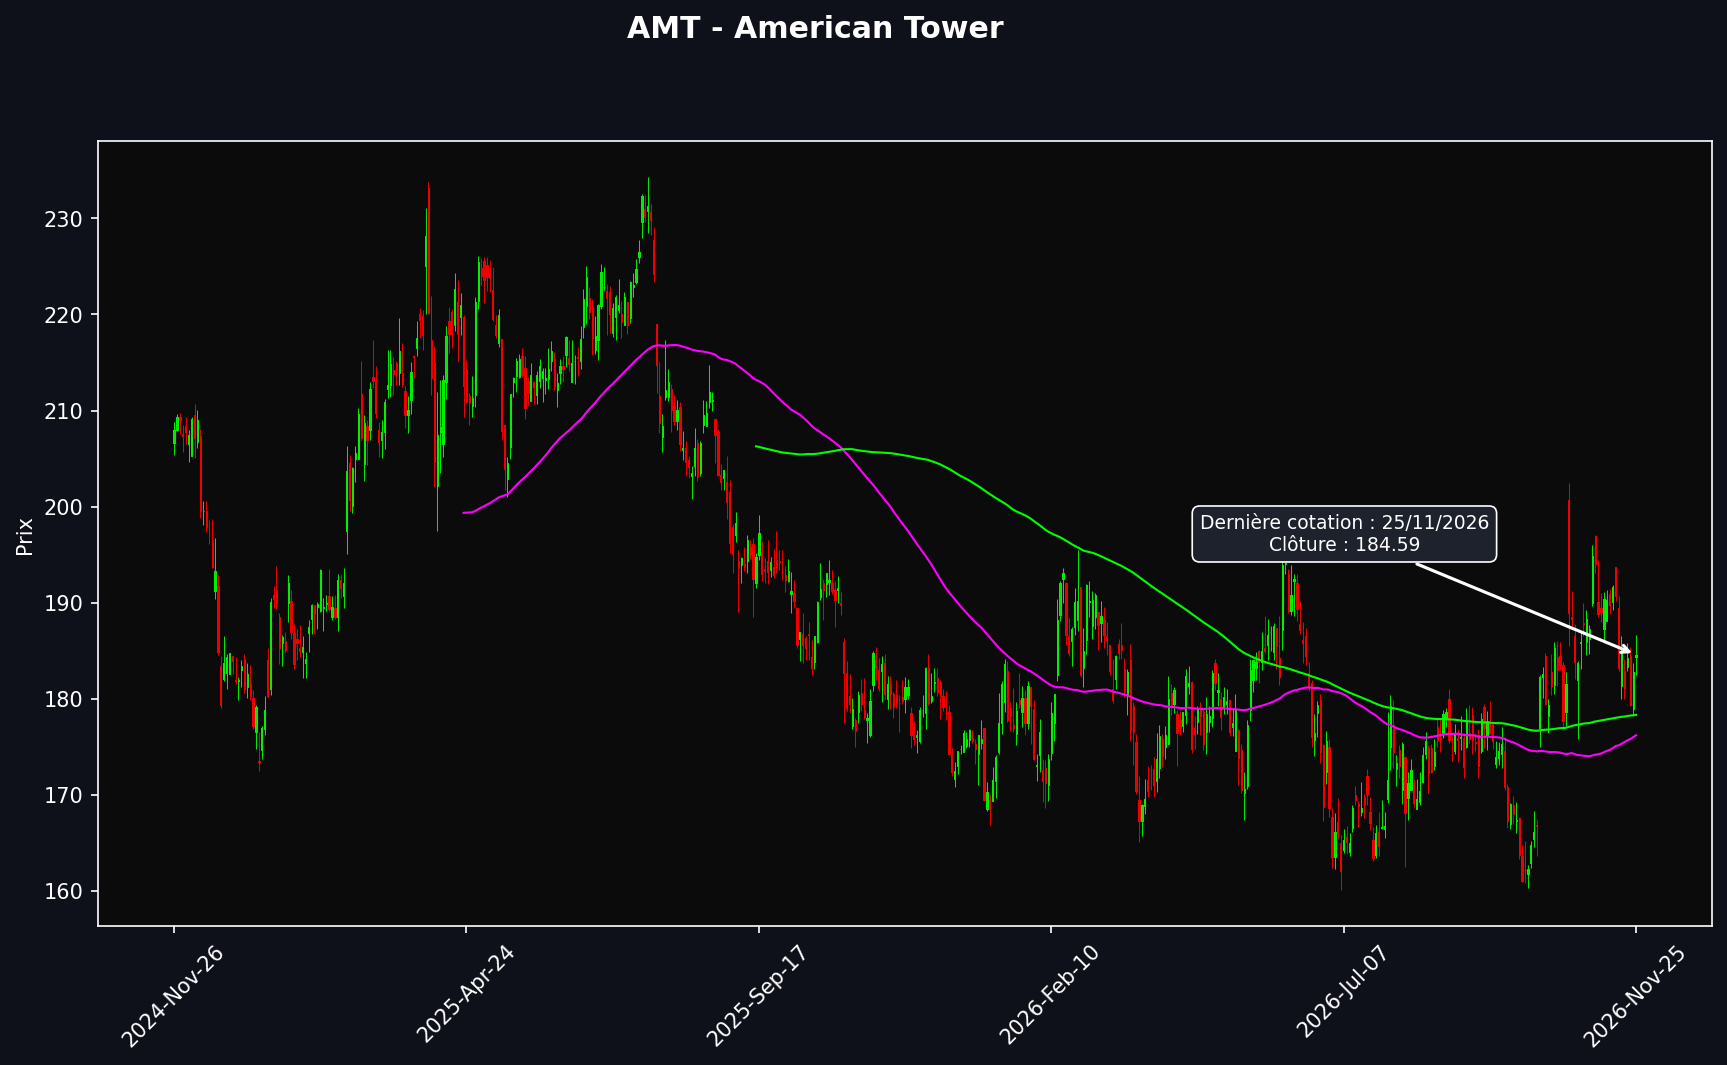 AMT - American Tower
230
220
210
200
190
180
170
160
Prix
Dernière cotation : 25/11/2026
Clôture : 184.59
2024-Nov-26
2025-Apr-24
2025-Sep-17
2026-Feb-10
2026-Jul-07
2026-Nov-25